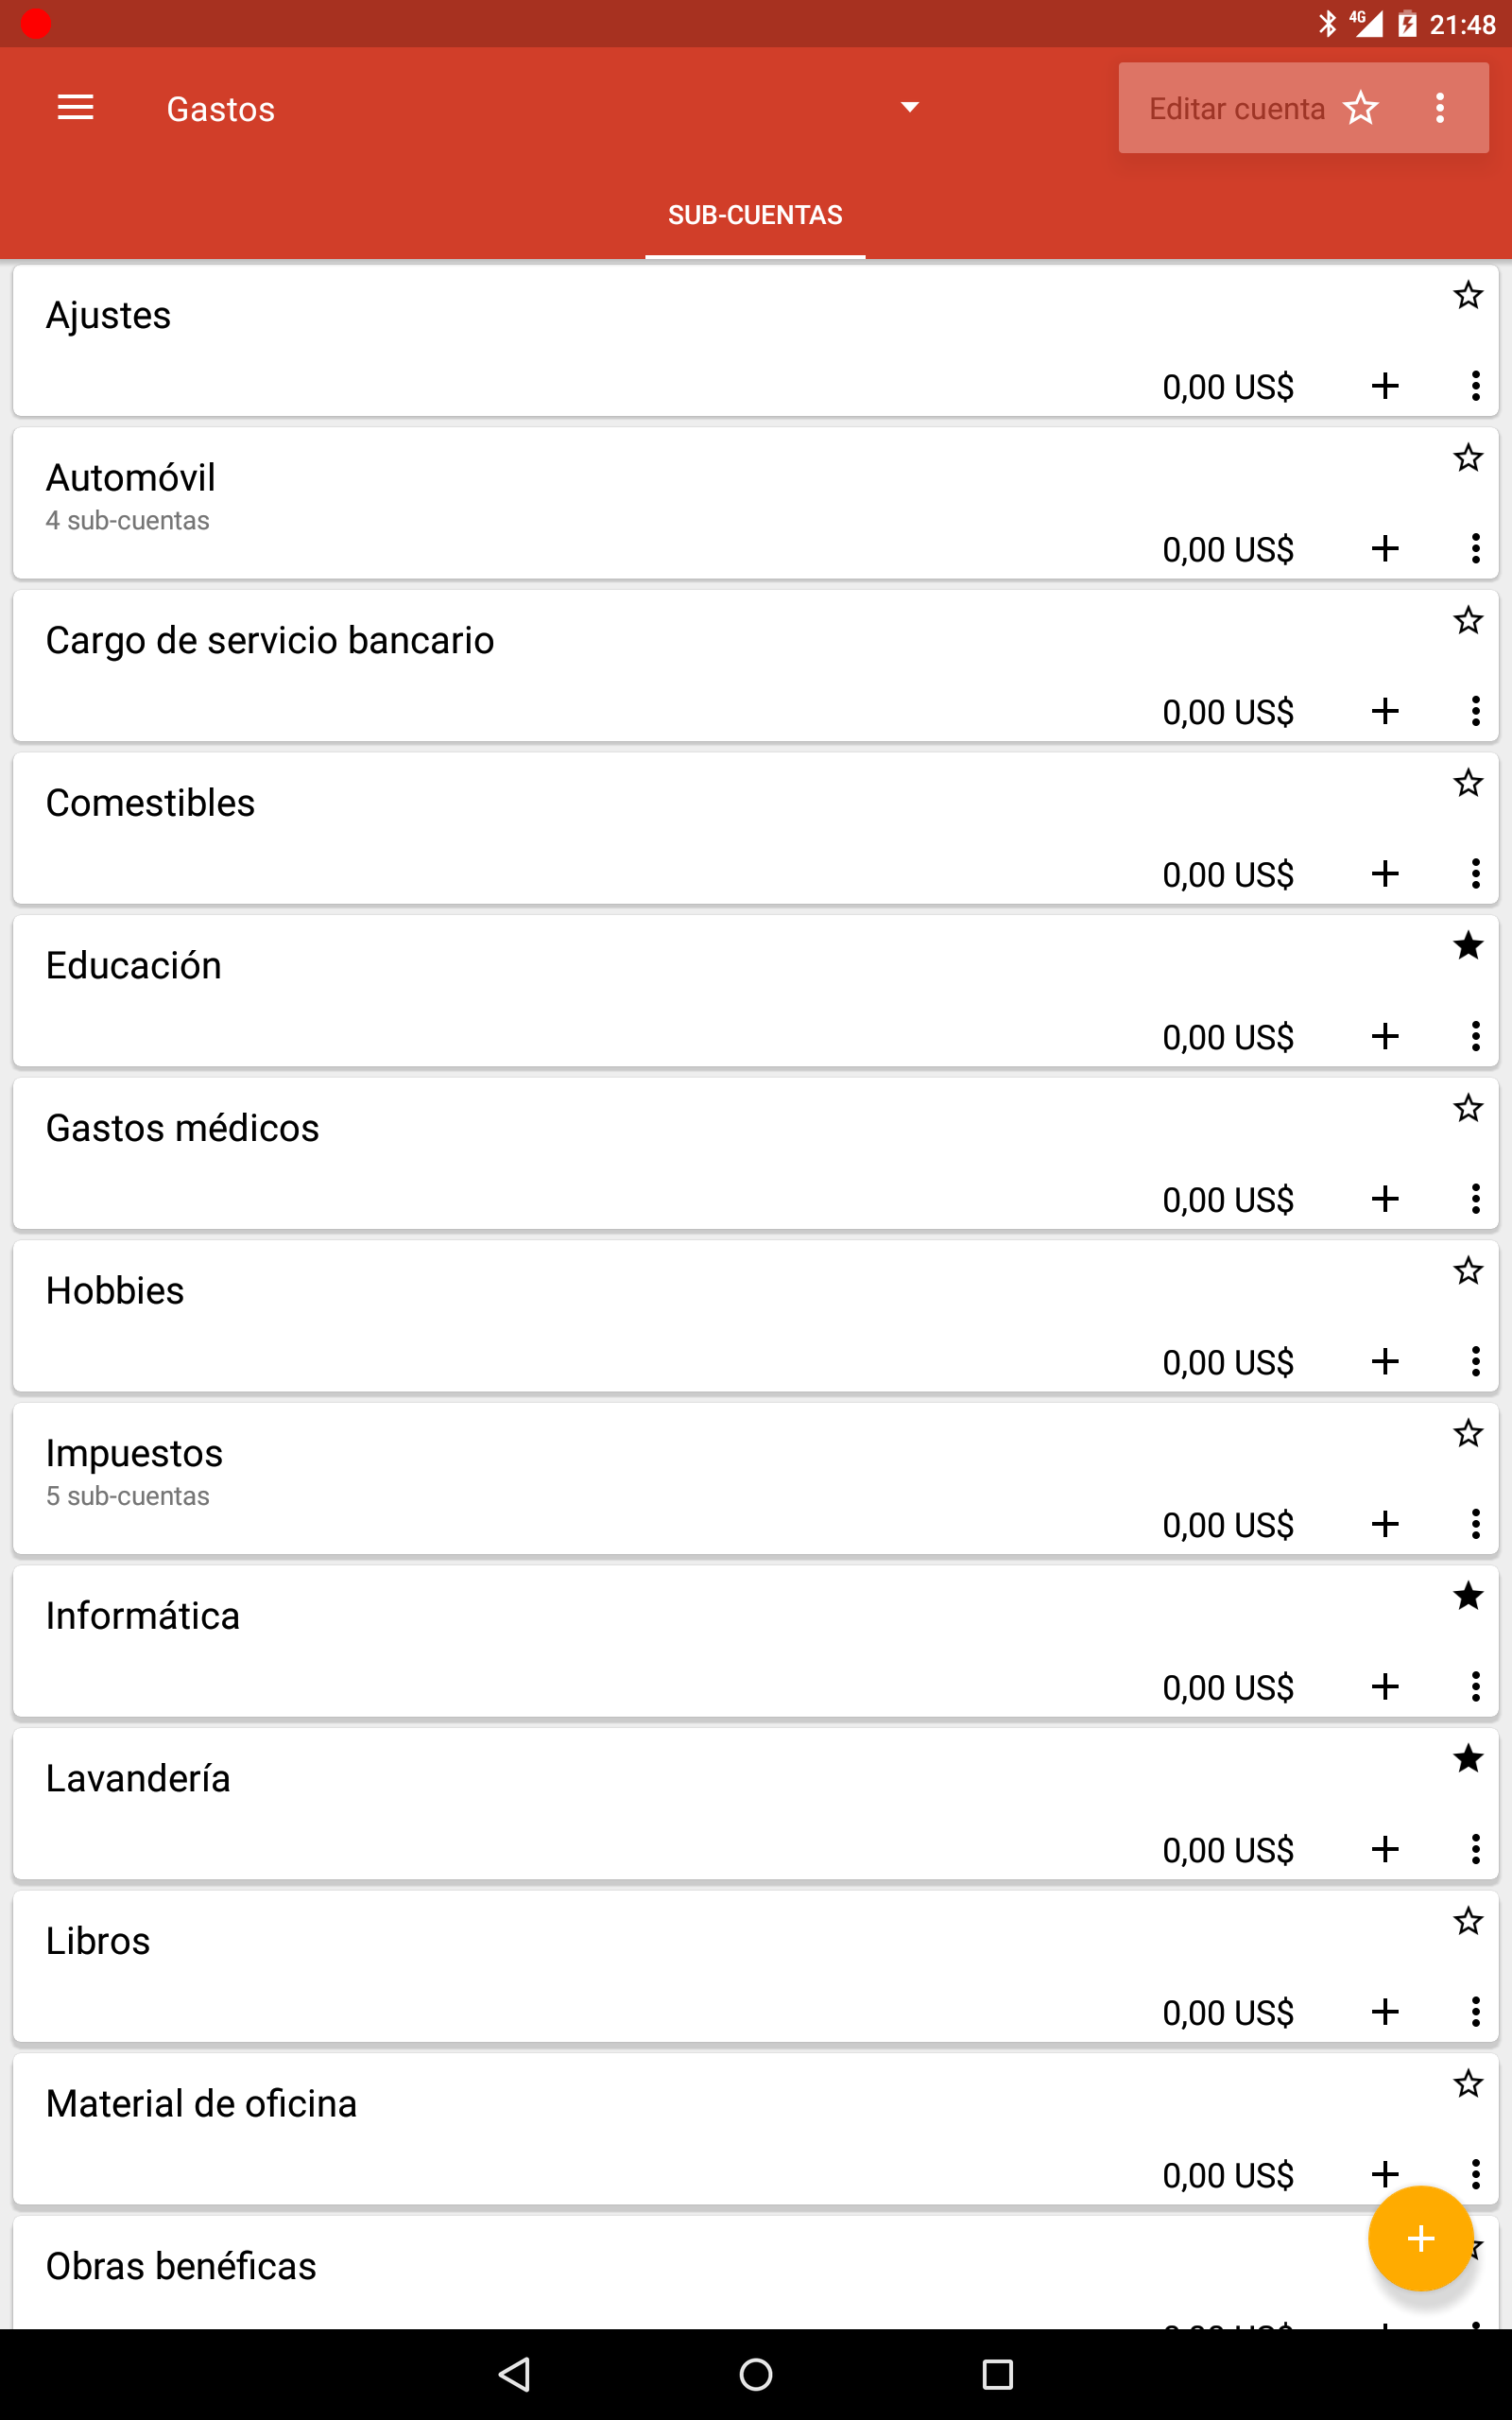 4G 21:48
Gastos
Editar cuenta
SUB-CUENTAS
Ajustes
0,00 US$
Automóvil
4 sub-cuentas
0,00 US$
Cargo de servicio bancario
0,00 US$
Comestibles
0,00 US$
Educación
0,00 US$
Gastos médicos
0,00 US$
Hobbies
0,00 US$
Impuestos
5 sub-cuentas
0,00 US$
Informática
0,00 US$
Lavandería
0,00 US$
Libros
0,00 US$
Material de oficina
0,00 US$
Obras benéficas